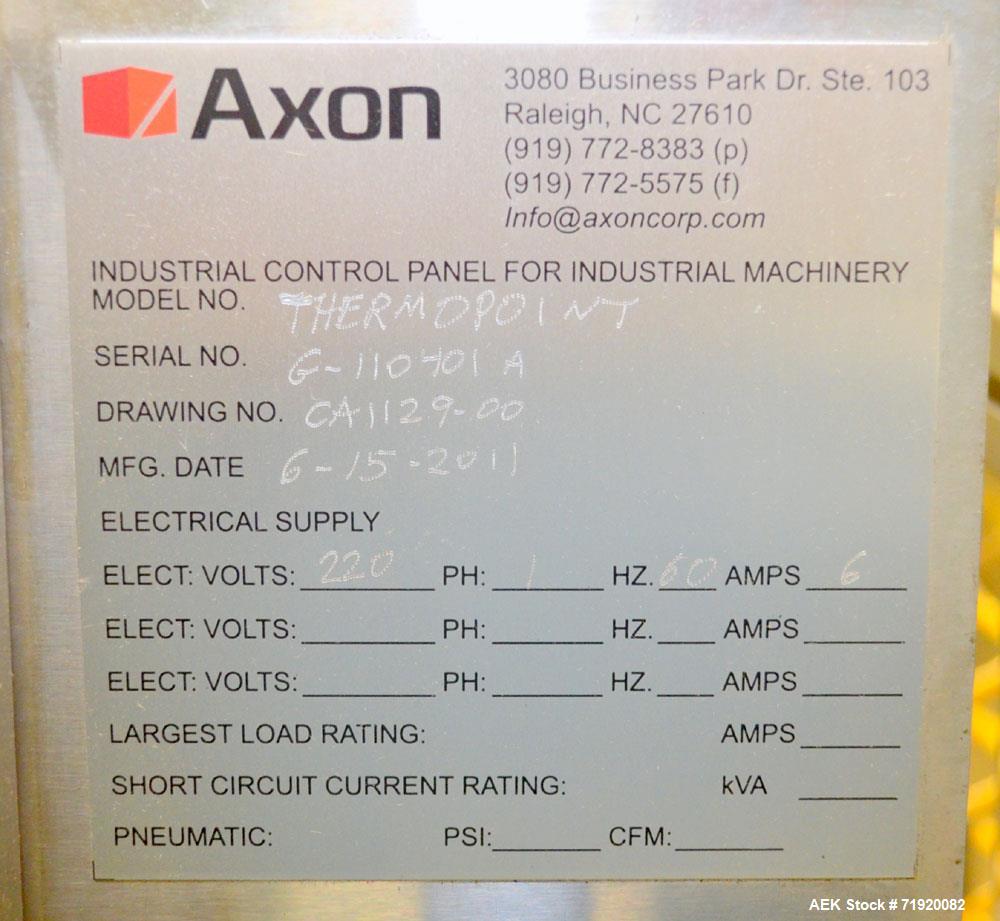 Axon
3080 Business Park Dr. Ste. 103
Raleigh, NC 27610
(919) 772-8383 (p)
(919) 772-5575 (f)
Info@axoncorp.com
INDUSTRIAL CONTROL PANEL FOR INDUSTRIAL MACHINERY
MODEL NO. THERMOPOINT
SERIAL NO. G-110401A
DRAWING NO. CA1129-00
MFG. DATE 6-15-2011
ELECTRICAL SUPPLY
ELECT: VOLTS: 220 PH: 1 HZ. 60 AMPS 6
ELECT: VOLTS: PH: HZ. AMPS
ELECT: VOLTS: PH: HZ. AMPS
LARGEST LOAD RATING: AMPS
SHORT CIRCUIT CURRENT RATING: kVA
PNEUMATIC: PSI: CFM:
AEK Stock # 71920082